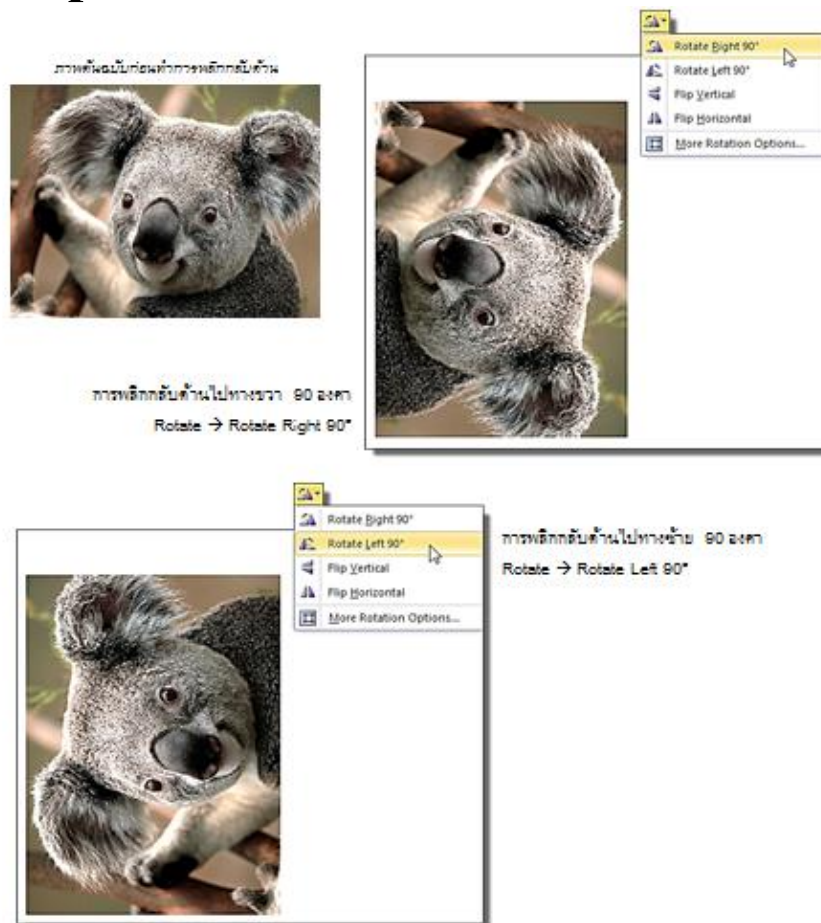 ภาพต้นฉบับก่อนทำการพลิกกลับด้าน
Rotate Right 90°
Rotate Left 90°
Flip Vertical
Flip Horizontal
More Rotation Options...
การพลิกกลับด้านไปทางขวา 90 องศา
Rotate → Rotate Right 90°
Rotate Right 90°
Rotate Left 90°
Flip Vertical
Flip Horizontal
More Rotation Options...
การพลิกกลับด้านไปทางซ้าย 90 องศา
Rotate → Rotate Left 90°